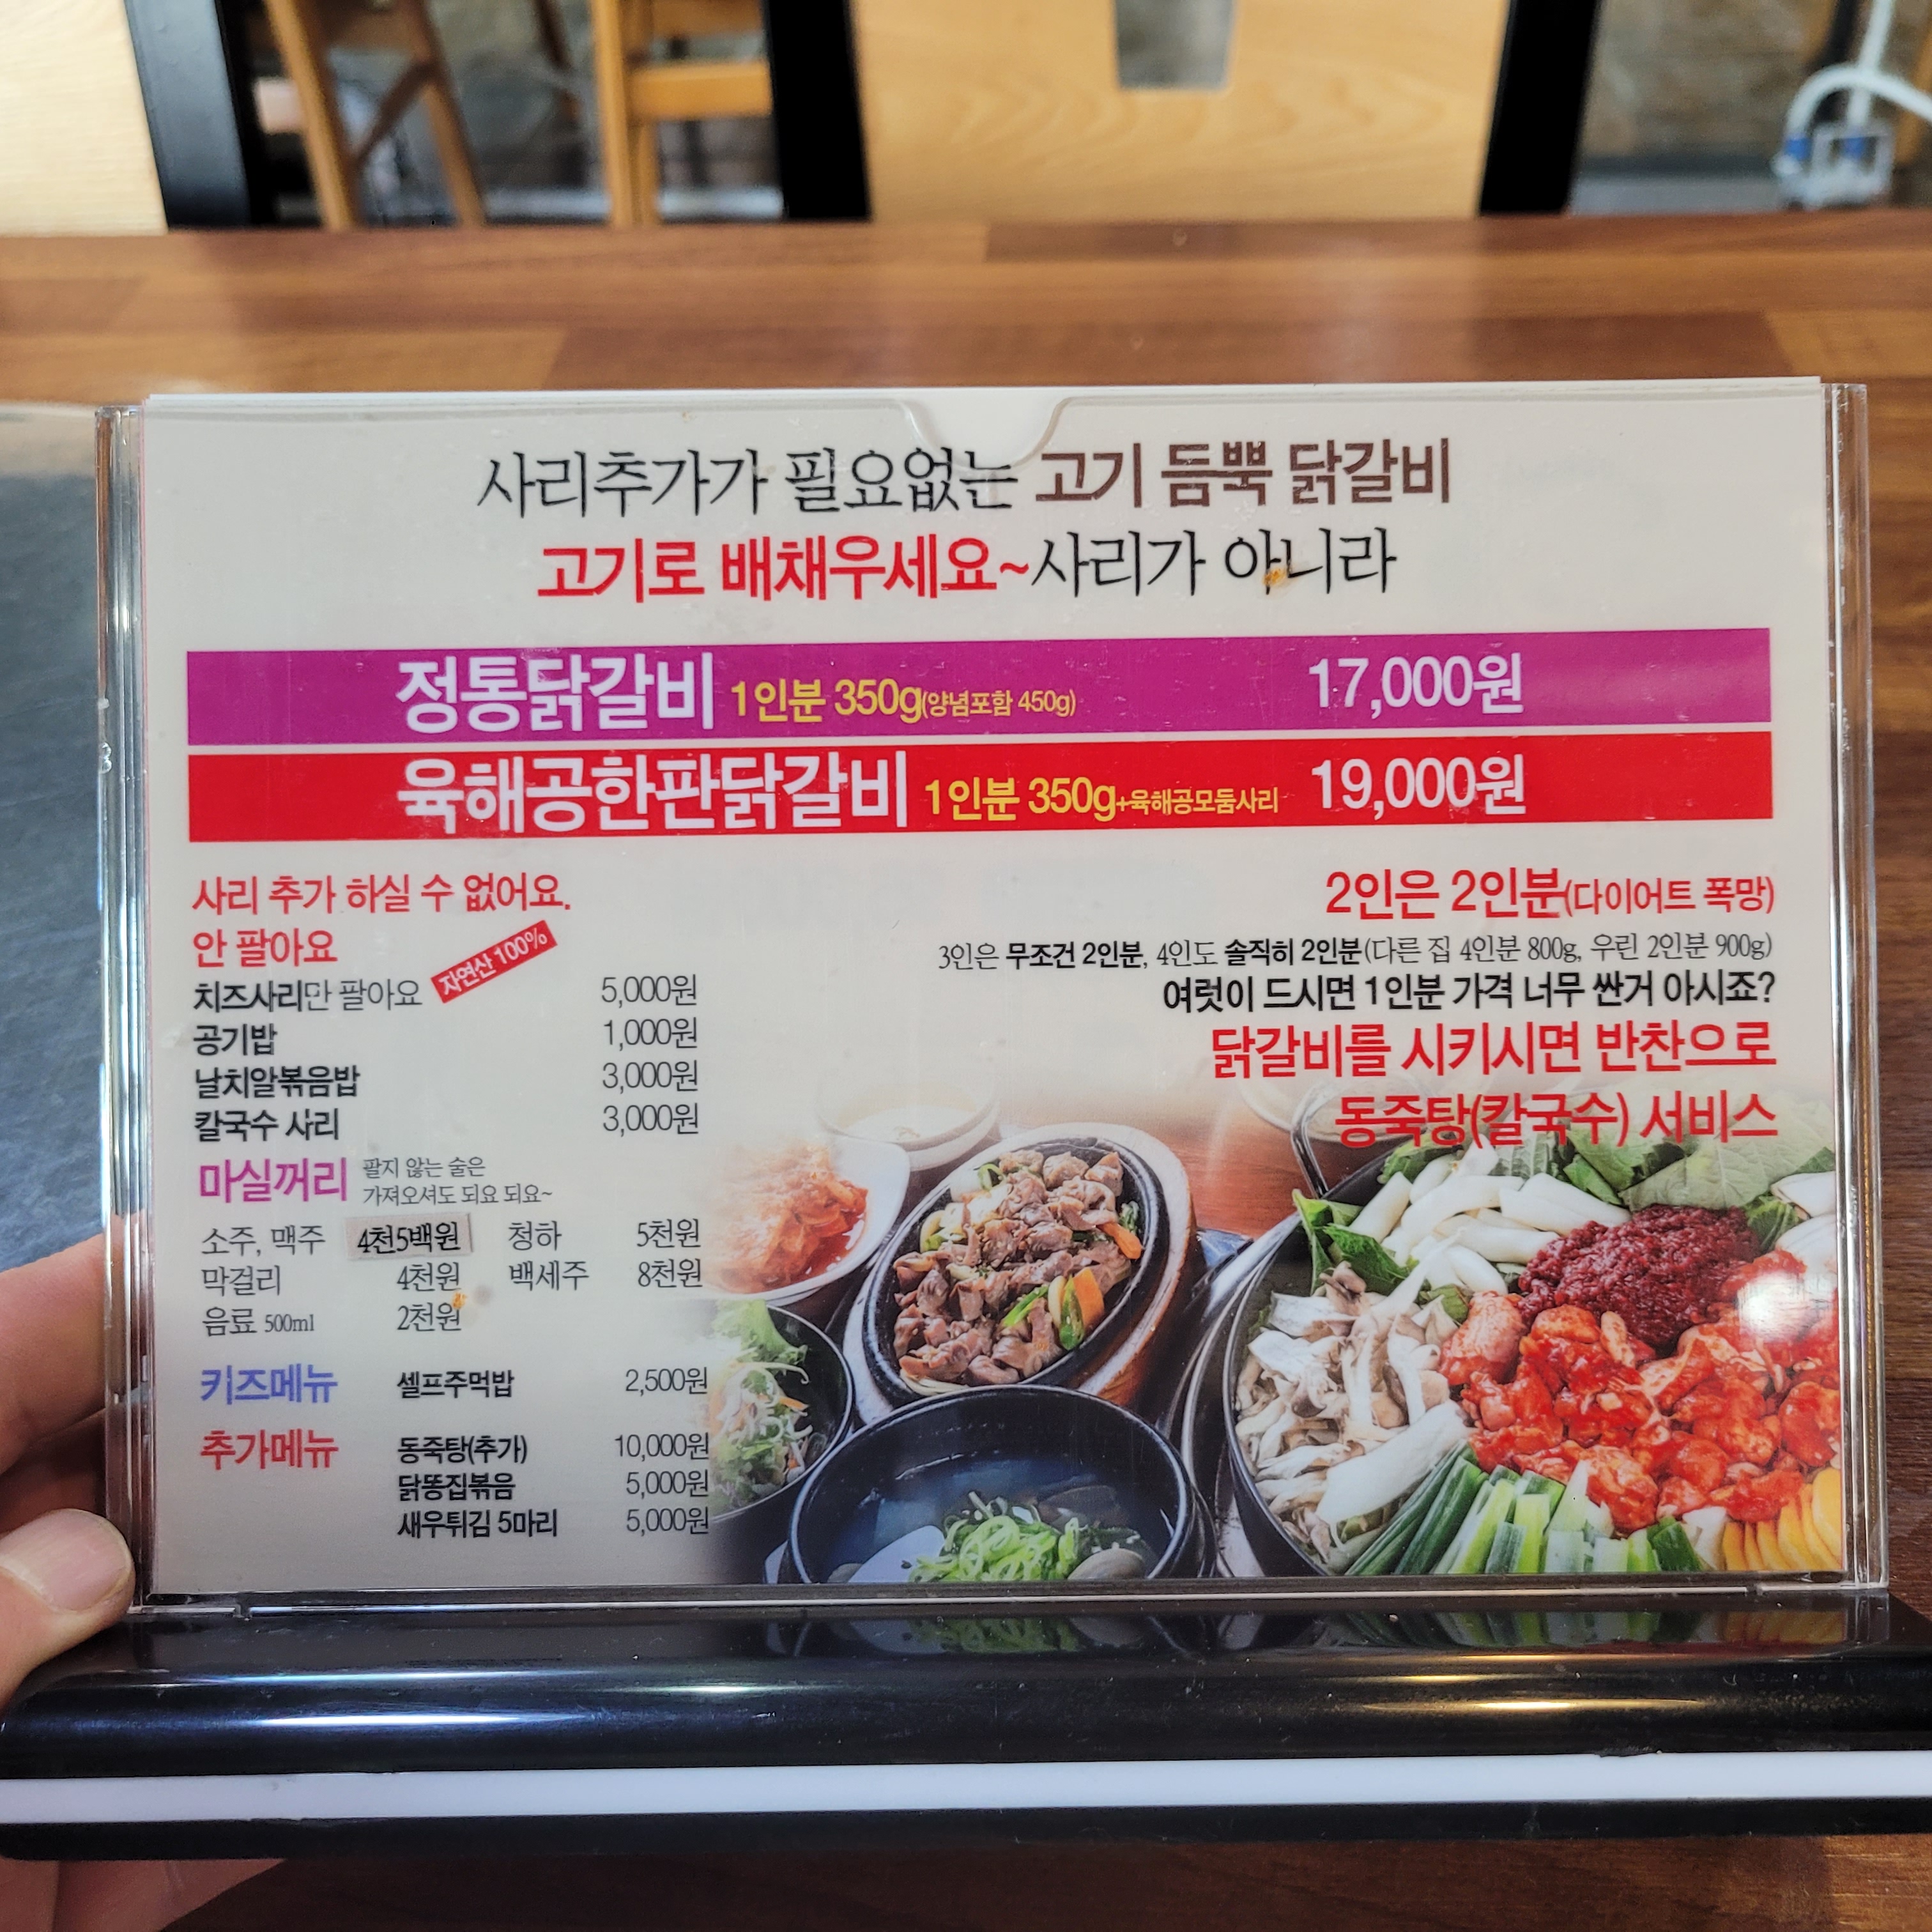 사리추가가 필요없는 고기 듬뿍 닭갈비
고기로 배채우세요~사리가 아니라
정통닭갈비 1인분 350g(양념포함 450g) 17,000원
육해공한판닭갈비 1인분 350g+육해공모둠사리 19,000원
사리 추가 하실 수 없어요.
안 팔아요
자연산 100%
치즈사리만 팔아요 5,000원
공기밥 1,000원
날치알볶음밥 3,000원
칼국수 사리 3,000원
마실꺼리 팔지 않는 술은
가져오셔도 되요 되요~
소주, 맥주 4천5백원 청하 5천원
막걸리 4천원 백세주 8천원
음료 500ml 2천원
키즈메뉴 셀프주먹밥 2,500원
추가메뉴 동죽탕(추가) 10,000원
닭똥집볶음 5,000원
새우튀김 5마리 5,000원
2인은 2인분(다이어트 폭망)
3인은 무조건 2인분, 4인도 솔직히 2인분(다른 집 4인분 800g, 우린 2인분 900g)
여럿이 드시면 1인분 가격 너무 싼거 아시죠?
닭갈비를 시키시면 반찬으로
동죽탕(칼국수) 서비스